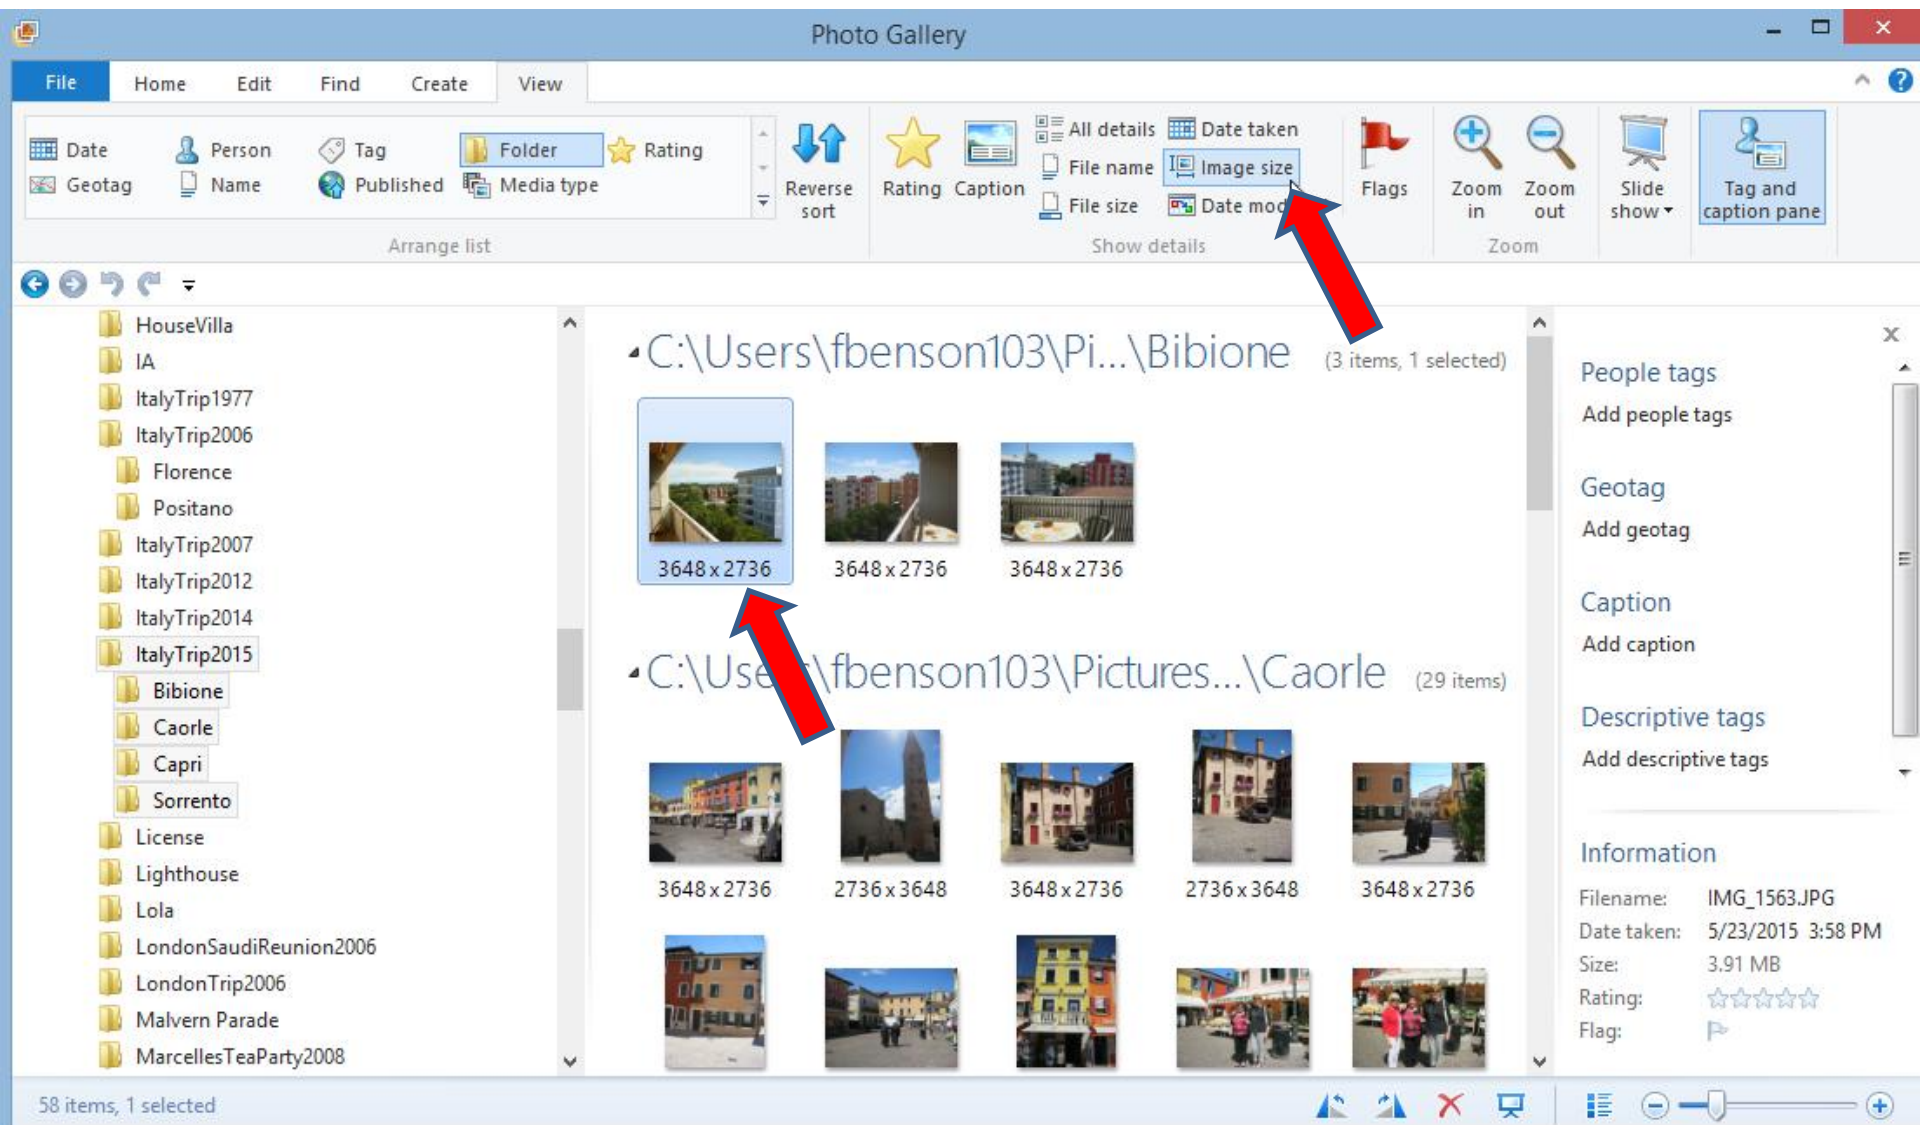 Photo Gallery
File Home Edit Find Create View
Date Person Tag Folder Rating
Geotag Name Published Media type
Reverse sort
Rating Caption
All details Date taken
File name Image size
File size Date mod
Flags
Zoom in
Zoom out
Slide show
Tag and caption pane
Arrange list
Show details
Zoom
HouseVilla
IA
ItalyTrip1977
ItalyTrip2006
Florence
Positano
ItalyTrip2007
ItalyTrip2012
ItalyTrip2014
ItalyTrip2015
Bibione
Caorle
Capri
Sorrento
License
Lighthouse
Lola
LondonSaudiReunion2006
LondonTrip2006
Malvern Parade
MarcellesTeaParty2008
C:\Users\fbenson103\Pi...\Bibione (3 items, 1 selected)
3648 x 2736 3648 x 2736 3648 x 2736
C:\Users\fbenson103\Pictures...\Caorle (29 items)
3648 x 2736 2736 x 3648 3648 x 2736 2736 x 3648 3648 x 2736
People tags
Add people tags
Geotag
Add geotag
Caption
Add caption
Descriptive tags
Add descriptive tags
Information
Filename: IMG_1563.JPG
Date taken: 5/23/2015 3:58 PM
Size: 3.91 MB
Rating:
Flag:
58 items, 1 selected